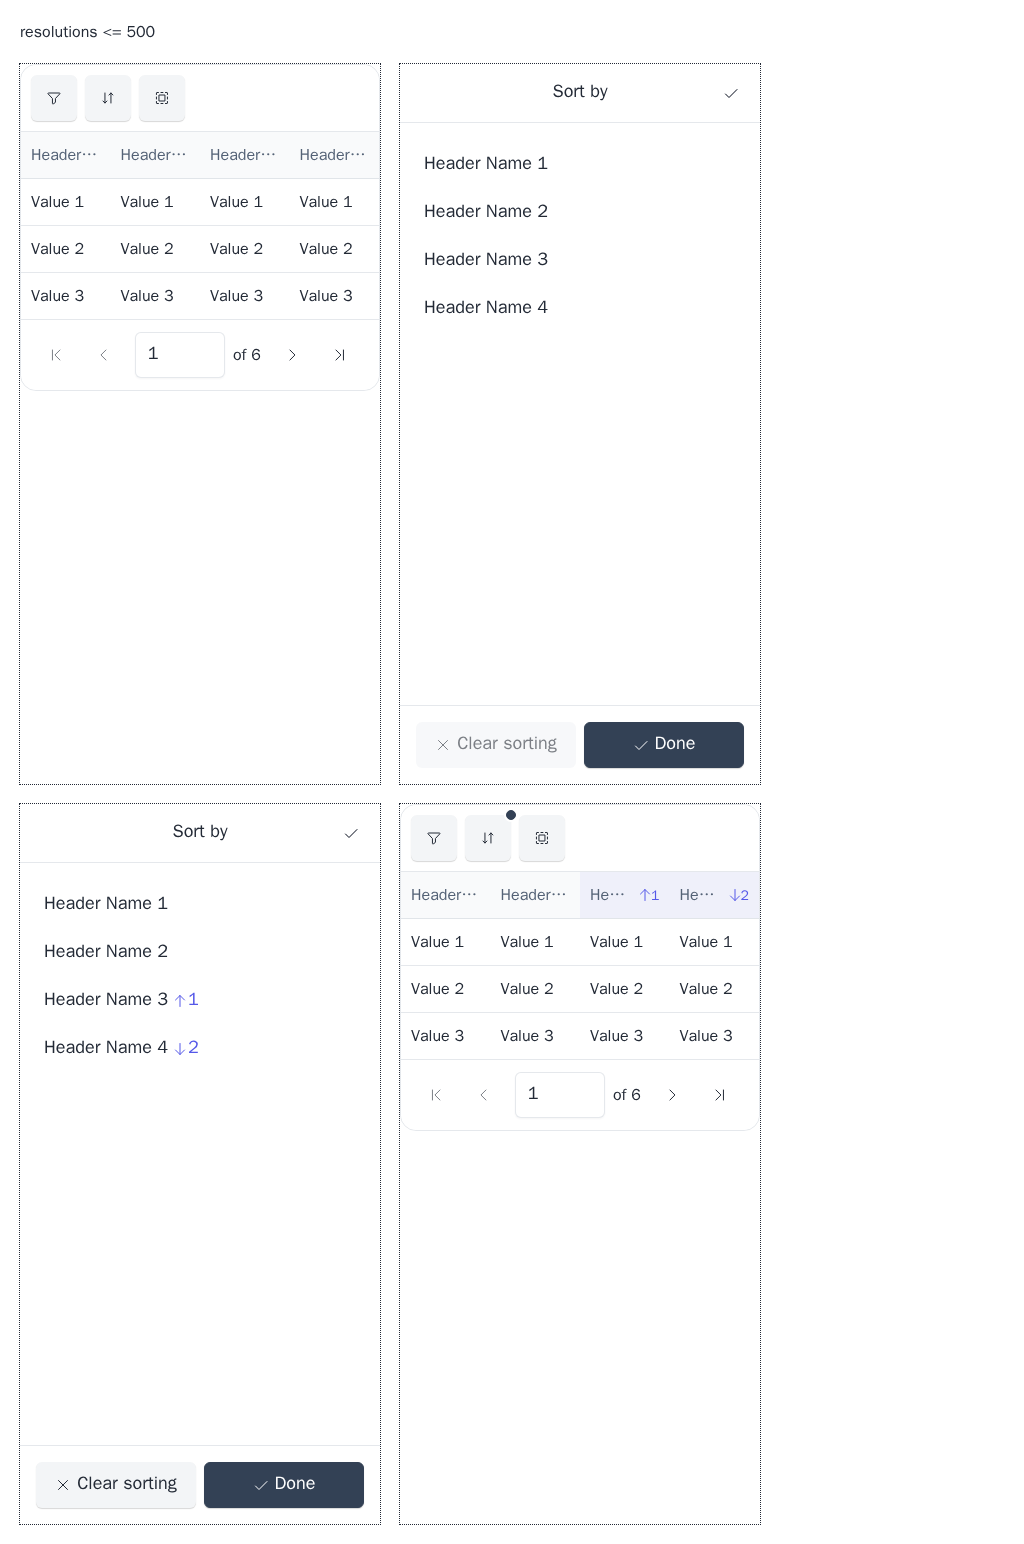 resolutions <= 500
Header··· Header··· Header··· Header···
Value 1 Value 1 Value 1 Value 1
Value 2 Value 2 Value 2 Value 2
Value 3 Value 3 Value 3 Value 3
1 of 6
Sort by
Header Name 1
Header Name 2
Header Name 3
Header Name 4
Clear sorting Done
Sort by
Header Name 1
Header Name 2
Header Name 3 ↑1
Header Name 4 ↓2
Clear sorting Done
Header··· Header··· He··· ↑1 He··· ↓2
Value 1 Value 1 Value 1 Value 1
Value 2 Value 2 Value 2 Value 2
Value 3 Value 3 Value 3 Value 3
1 of 6